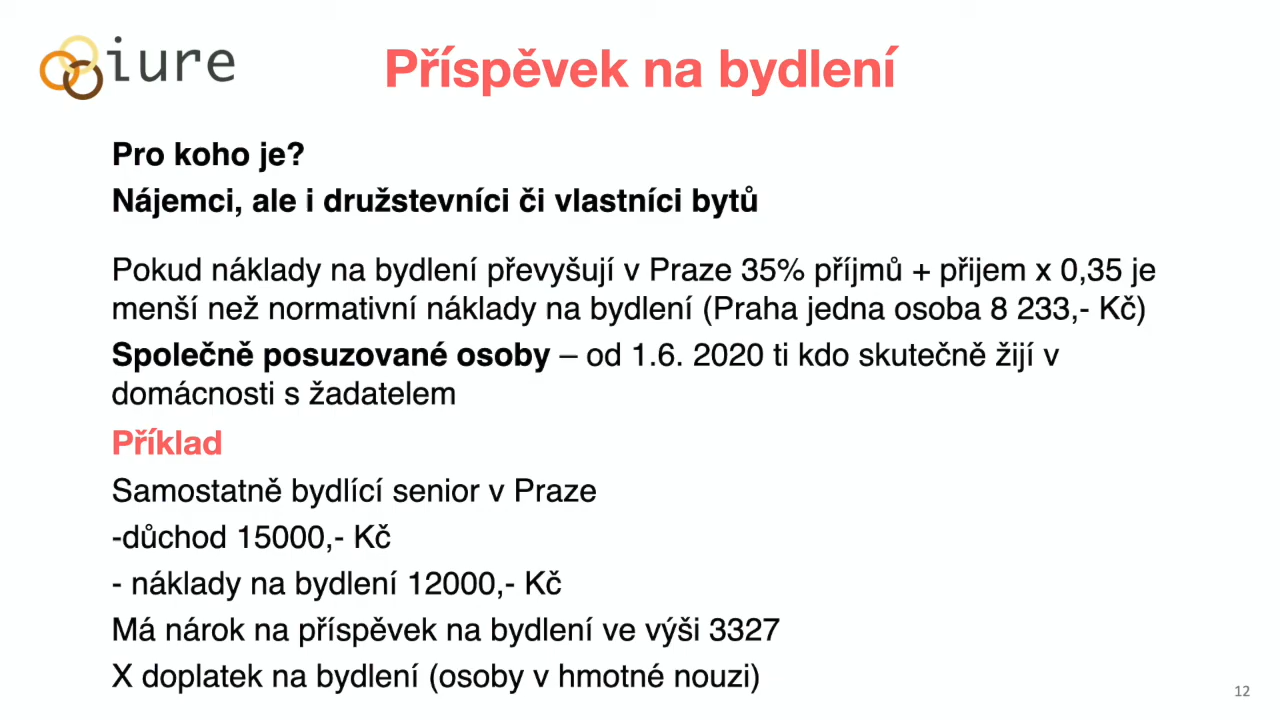 iure
Příspěvek na bydlení
Pro koho je?
Nájemci, ale i družstevníci či vlastníci bytů
Pokud náklady na bydlení převyšují v Praze 35% příjmů + přijem x 0,35 je
menší než normativní náklady na bydlení (Praha jedna osoba 8 233,- Kč)
Společně posuzované osoby – od 1.6. 2020 ti kdo skutečně žijí v
domácnosti s žadatelem
Příklad
Samostatně bydlící senior v Praze
-důchod 15000,- Kč
- náklady na bydlení 12000,- Kč
Má nárok na příspěvek na bydlení ve výši 3327
X doplatek na bydlení (osoby v hmotné nouzi)
12